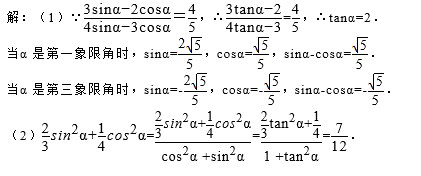 解：（1）∵(3sinα−2cosα)/(4sinα−3cosα)=4/5，∴(3tanα−2)/(4tanα−3)=4/5，∴tanα=2．
当α是第一象限角时，sinα=2√5/5，cosα=√5/5，sinα-cosα=√5/5．
当α是第三象限角时，sinα=-2√5/5，cosα=-√5/5，sinα-cosα=-√5/5．
（2）2/3sin²α+1/4cos²α=(2/3sin²α+1/4cos²α)/(cos²α+sin²α)=(2/3tan²α+1/4)/(1+tan²α)=7/12．